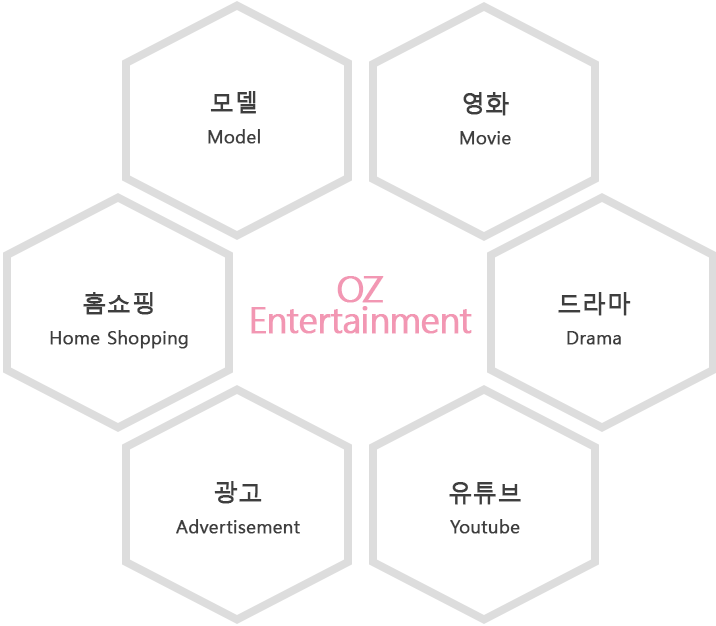 모델
Model
영화
Movie
홈쇼핑
Home Shopping
OZ
Entertainment
드라마
Drama
광고
Advertisement
유튜브
Youtube